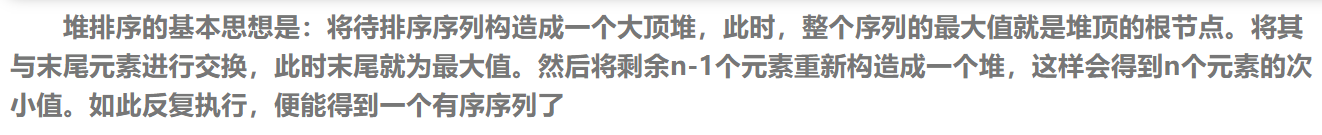 堆排序的基本思想是：将待排序序列构造成一个大顶堆，此时，整个序列的最大值就是堆顶的根节点。将其
与末尾元素进行交换，此时末尾就为最大值。然后将剩余n-1个元素重新构造成一个堆，这样会得到n个元素的次
小值。如此反复执行，便能得到一个有序序列了